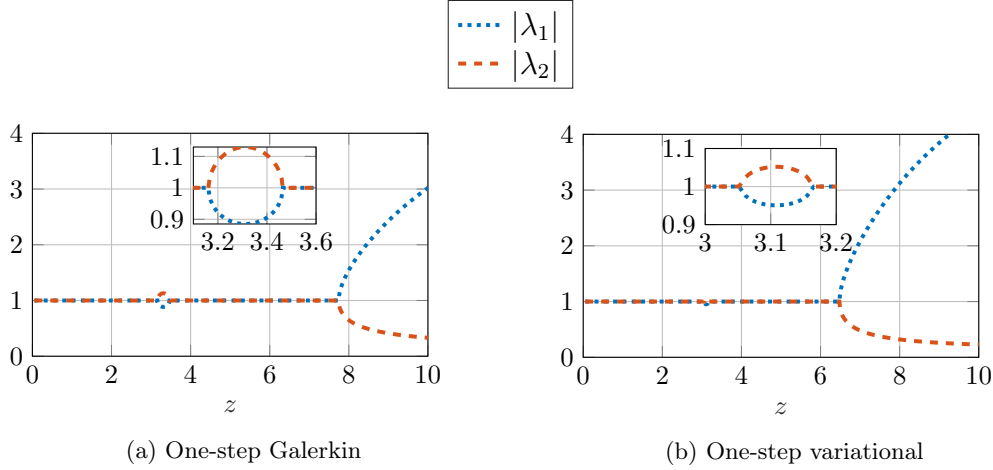 |λ₁|
|λ₂|
4
3
2
1
0
0 2 4 6 8 10
z
1.1
1
0.9
3.2 3.4 3.6
(a) One-step Galerkin
4
3
2
1
0
0 2 4 6 8 10
z
1.1
1
0.9
3 3.1 3.2
(b) One-step variational